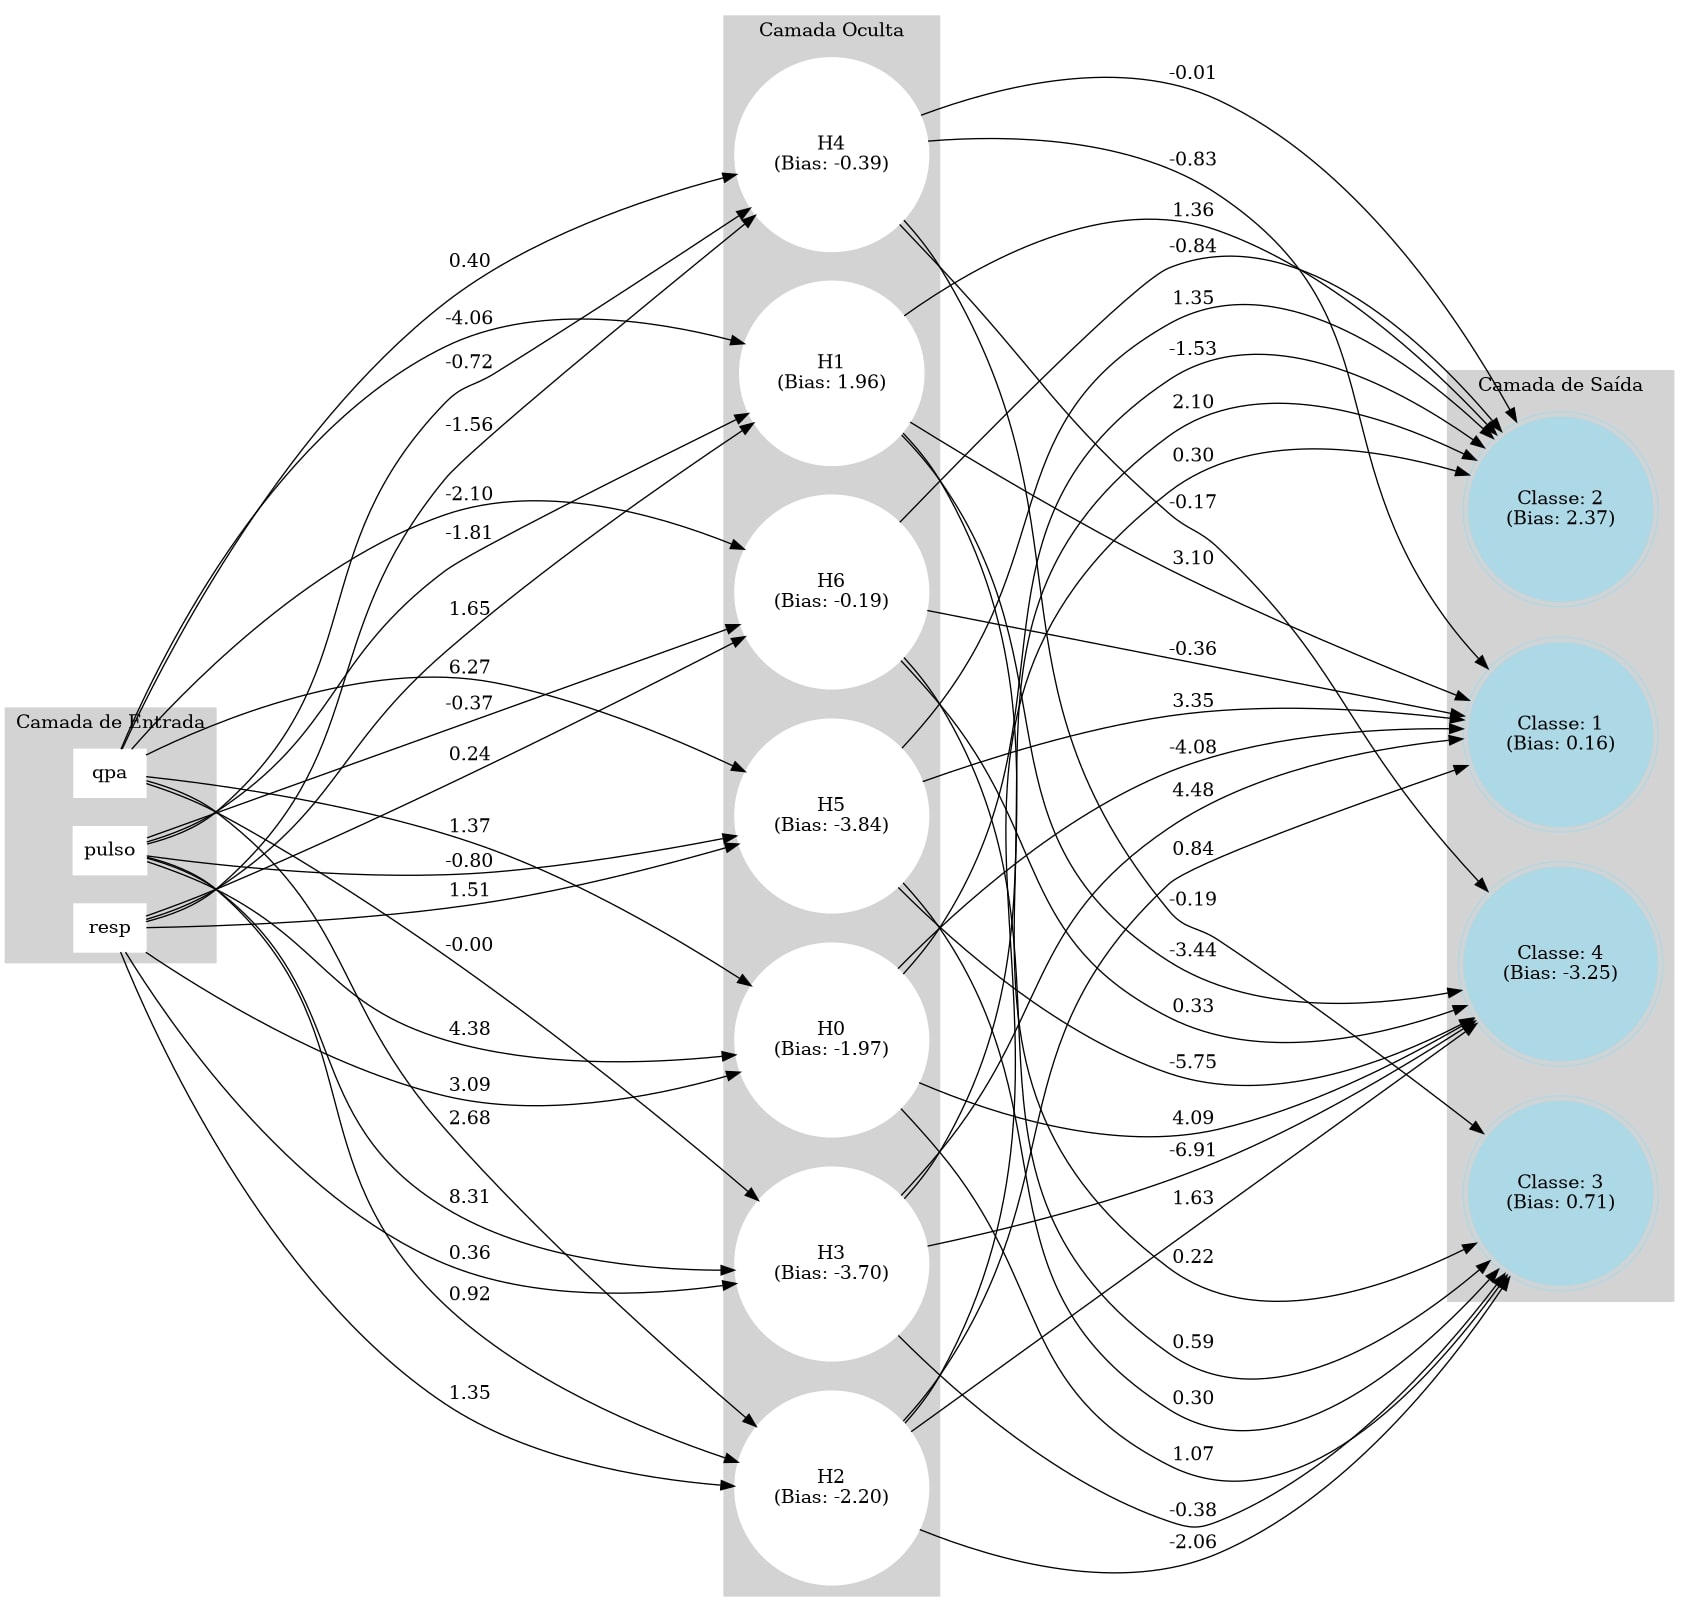 Camada Oculta
H4
(Bias: -0.39)
H1
(Bias: 1.96)
H6
(Bias: -0.19)
H5
(Bias: -3.84)
H0
(Bias: -1.97)
H3
(Bias: -3.70)
H2
(Bias: -2.20)
Camada de Entrada
qpa
pulso
resp
Camada de Saída
Classe: 2
(Bias: 2.37)
Classe: 1
(Bias: 0.16)
Classe: 4
(Bias: -3.25)
Classe: 3
(Bias: 0.71)
0.40
-4.06
-0.72
-1.56
-2.10
-1.81
1.65
6.27
-0.37
0.24
1.37
-0.80
1.51
-0.00
4.38
3.09
2.68
8.31
0.36
0.92
1.35
-0.01
-0.83
1.36
-0.84
1.35
-1.53
2.10
0.30
-0.17
3.10
-0.36
3.35
-4.08
4.48
0.84
-0.19
-3.44
0.33
-5.75
4.09
-6.91
1.63
0.22
0.59
0.30
1.07
-0.38
-2.06